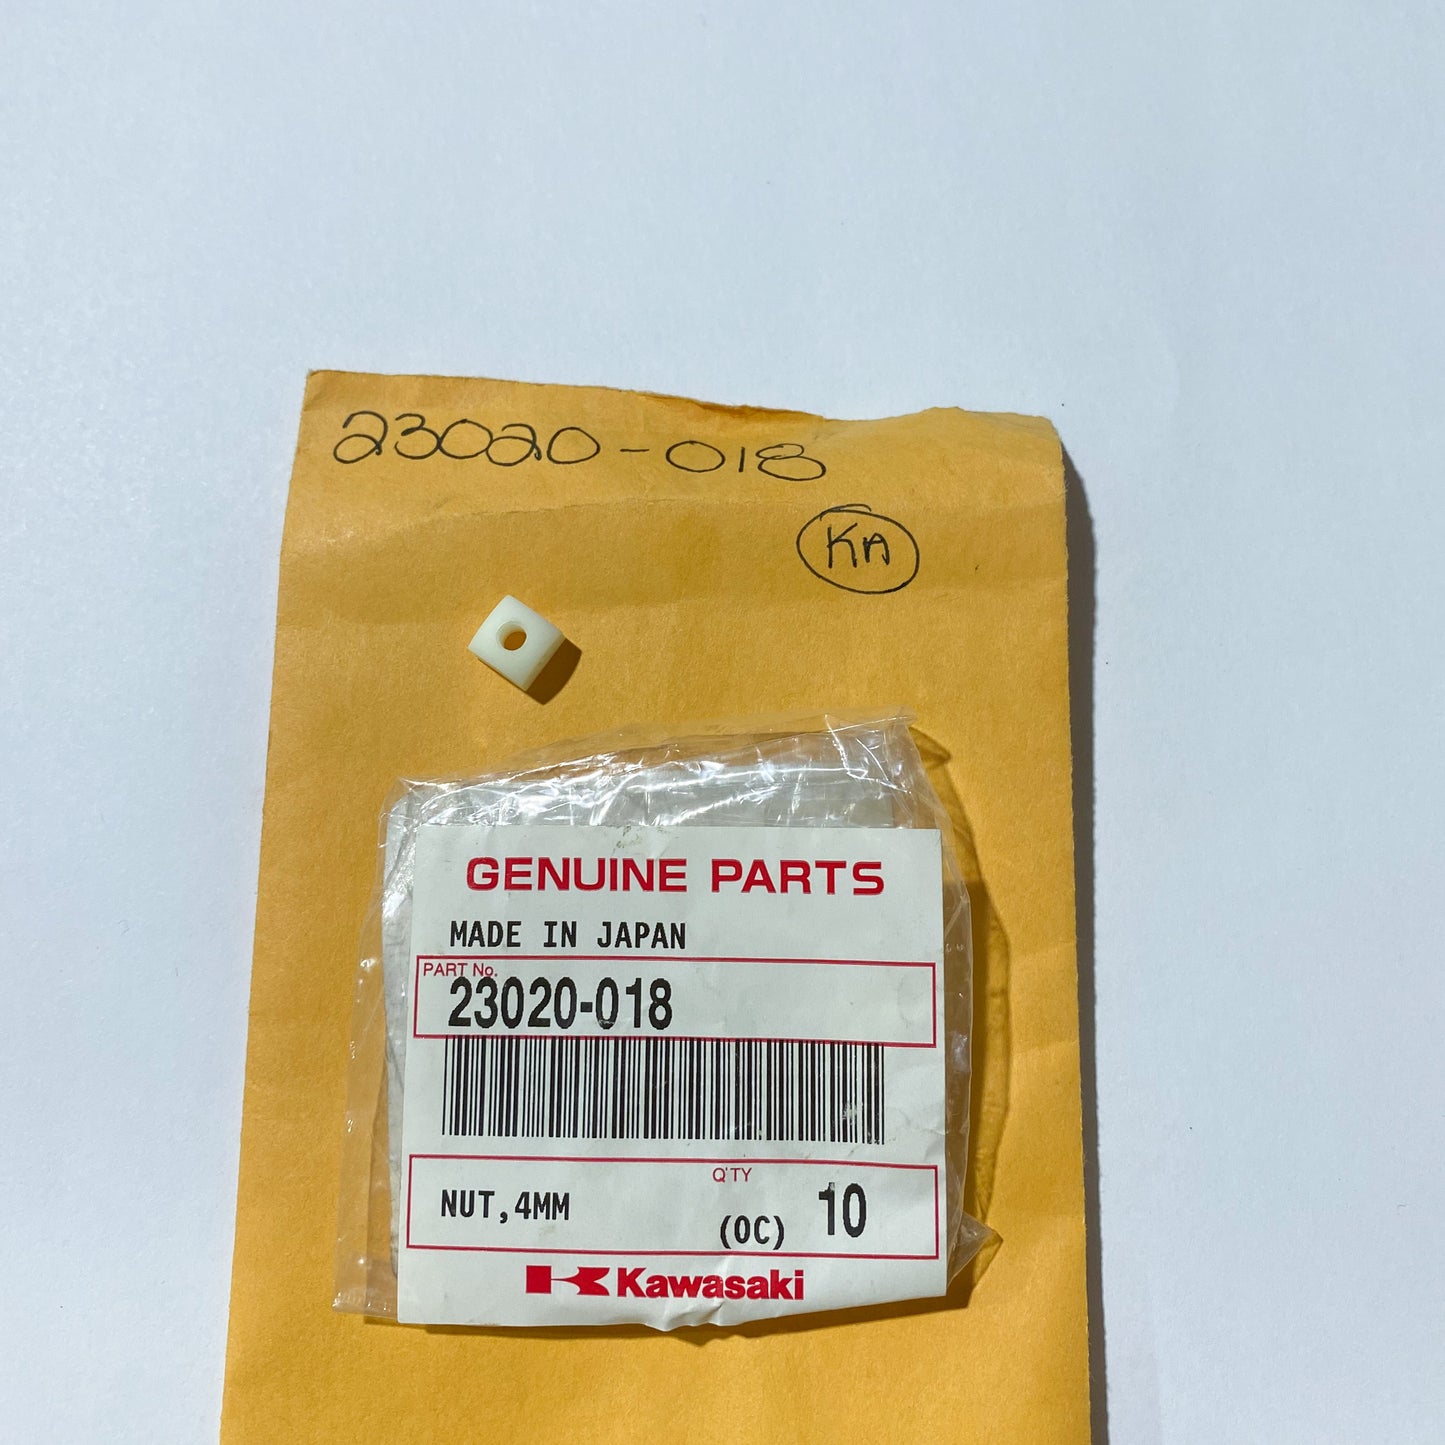 23020-018
KA
GENUINE PARTS
MADE IN JAPAN
PART No.
23020-018
Q'TY
NUT,4MM
(OC) 10
Kawasaki